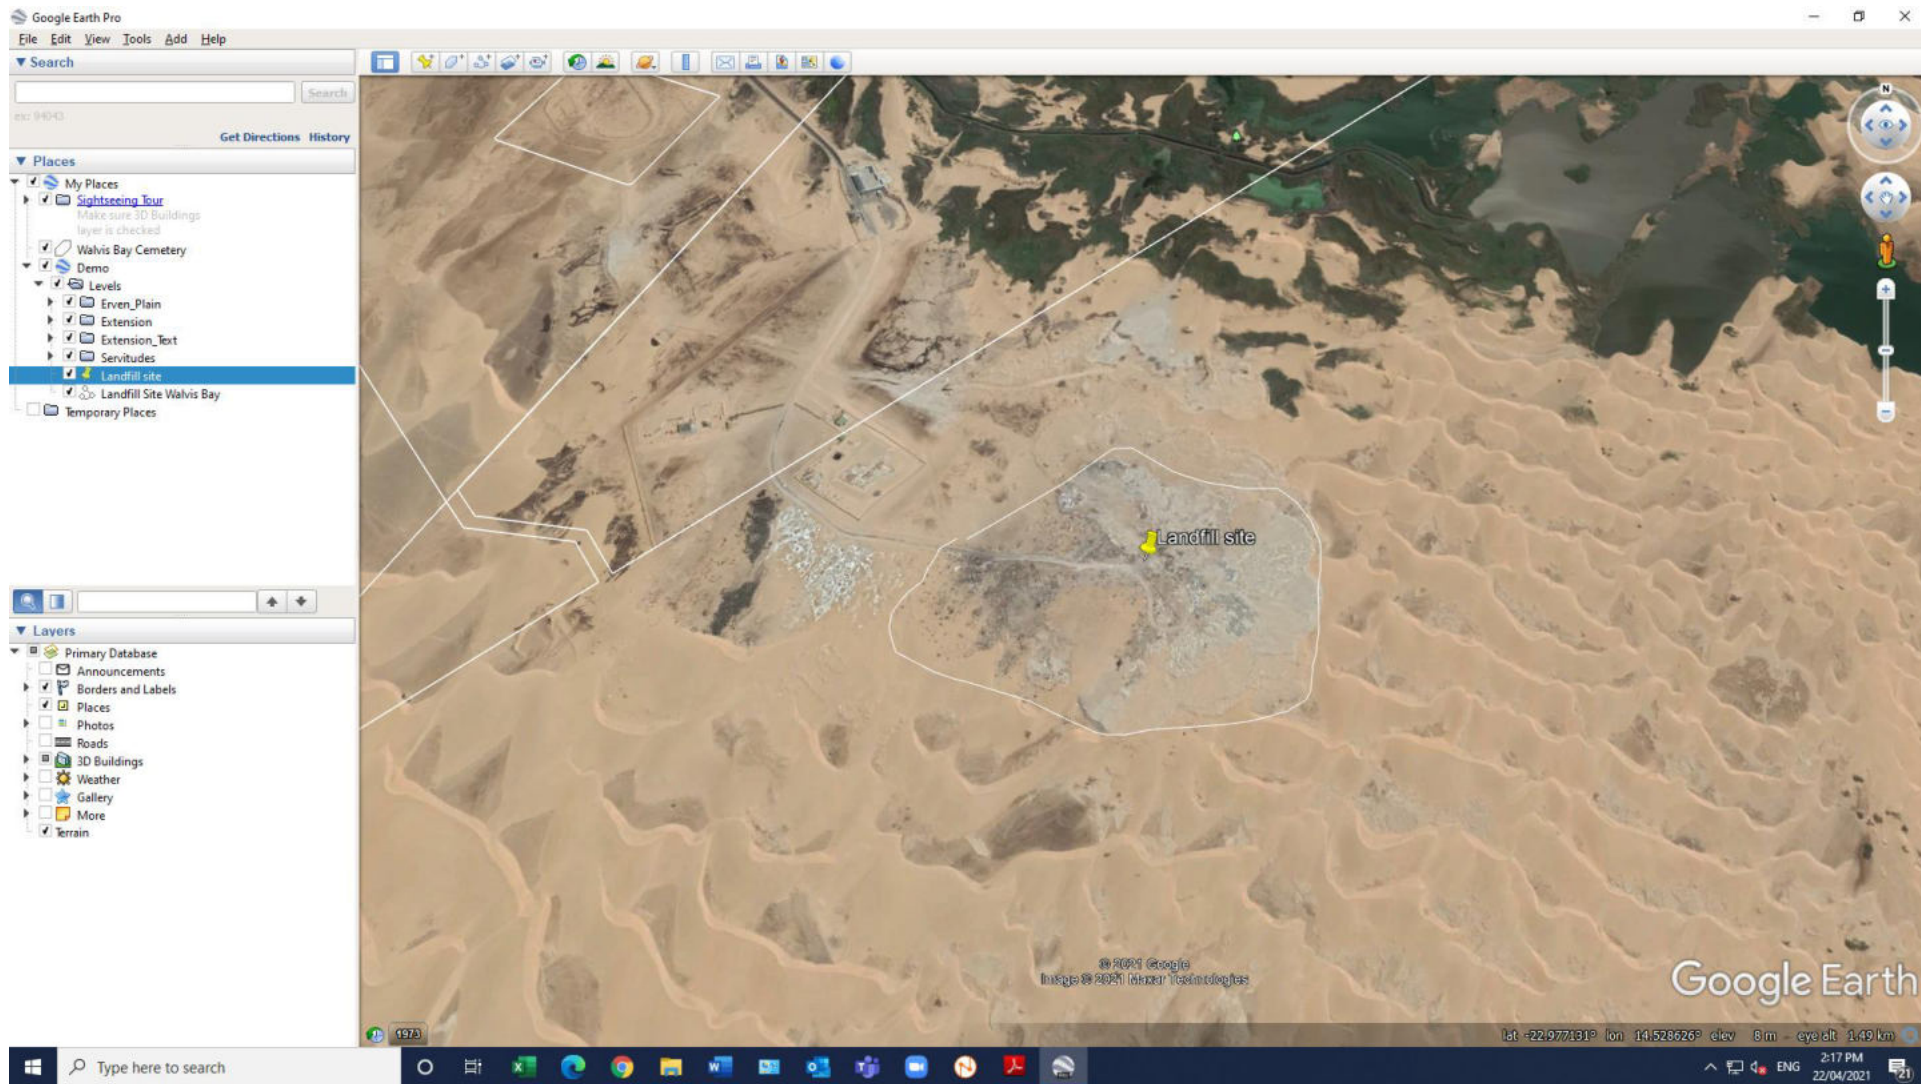 Google Earth Pro
File Edit View Tools Add Help
Search
Search
ex: 94043
Get Directions History
Places
My Places
Sightseeing Tour
Make sure 3D Buildings
layer is checked
Walvis Bay Cemetery
Demo
Levels
Erven_Plain
Extension
Extension_Text
Servitudes
Landfill site
Landfill Site Walvis Bay
Temporary Places
Layers
Primary Database
Announcements
Borders and Labels
Places
Photos
Roads
3D Buildings
Weather
Gallery
More
Terrain
N
Landfill site
© 2021 Google
Image © 2021 Maxar Technologies
Google Earth
1973
lat -22.977131° lon 14.528626° elev 8 m eye alt 1.49 km
Type here to search
ENG
2:17 PM
22/04/2021
21